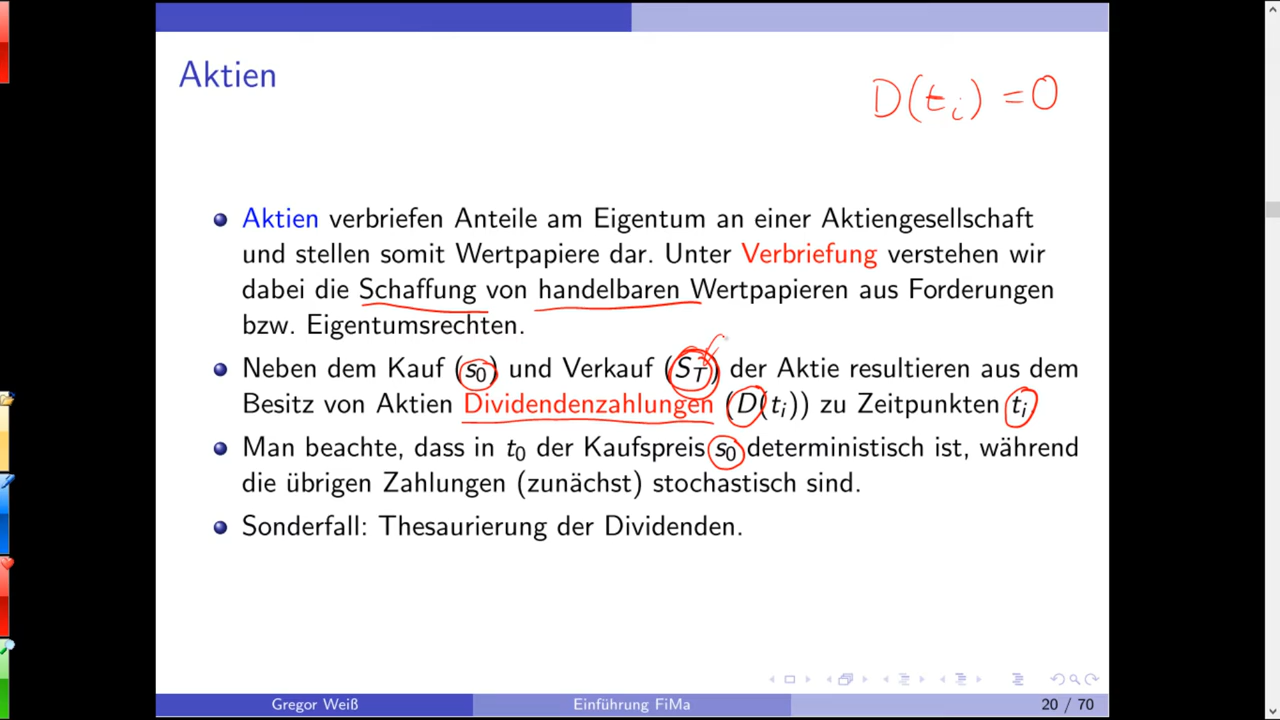 Aktien
D(tᵢ) = 0
Aktien verbriefen Anteile am Eigentum an einer Aktiengesellschaft
und stellen somit Wertpapiere dar. Unter Verbriefung verstehen wir
dabei die Schaffung von handelbaren Wertpapieren aus Forderungen
bzw. Eigentumsrechten.
Neben dem Kauf (s₀) und Verkauf (S_T) der Aktie resultieren aus dem
Besitz von Aktien Dividendenzahlungen (D(tᵢ)) zu Zeitpunkten tᵢ.
Man beachte, dass in t₀ der Kaufspreis s₀ deterministisch ist, während
die übrigen Zahlungen (zunächst) stochastisch sind.
Sonderfall: Thesaurierung der Dividenden.
Gregor Weiß
Einführung FiMa
20 / 70